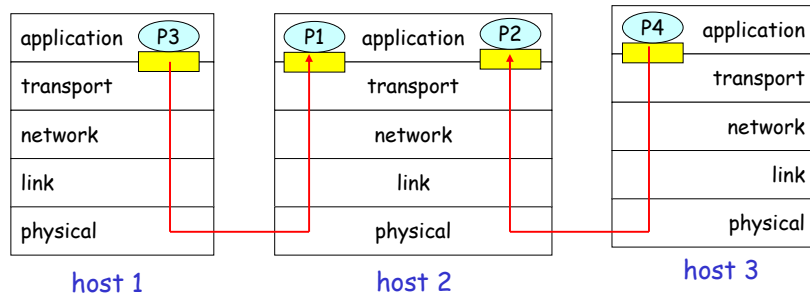 application P3
transport
network
link
physical
host 1
P1 application P2
transport
network
link
physical
host 2
P4 application
transport
network
link
physical
host 3